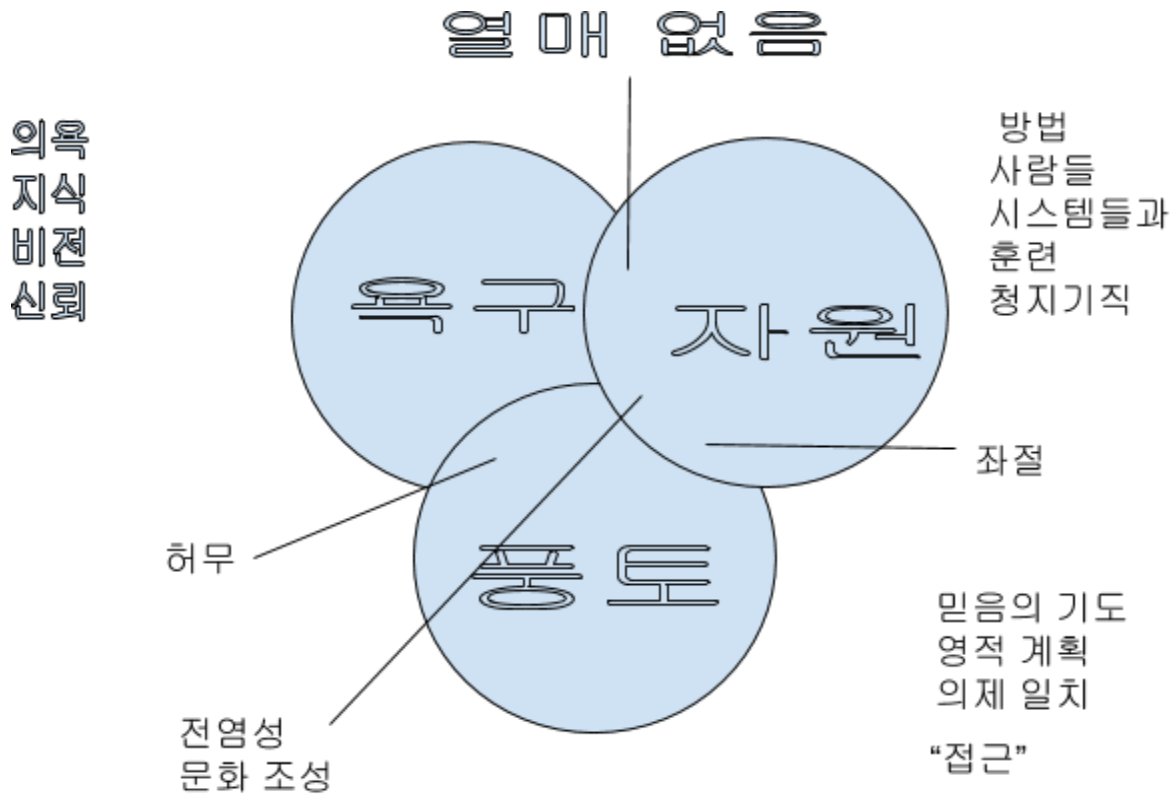 열매 없음
의욕
지식
비전
신뢰
방법
사람들
시스템들과
훈련
청지기직
욕구
자원
좌절
허무
풍토
믿음의 기도
영적 계획
의제 일치
“접근”
전염성
문화 조성